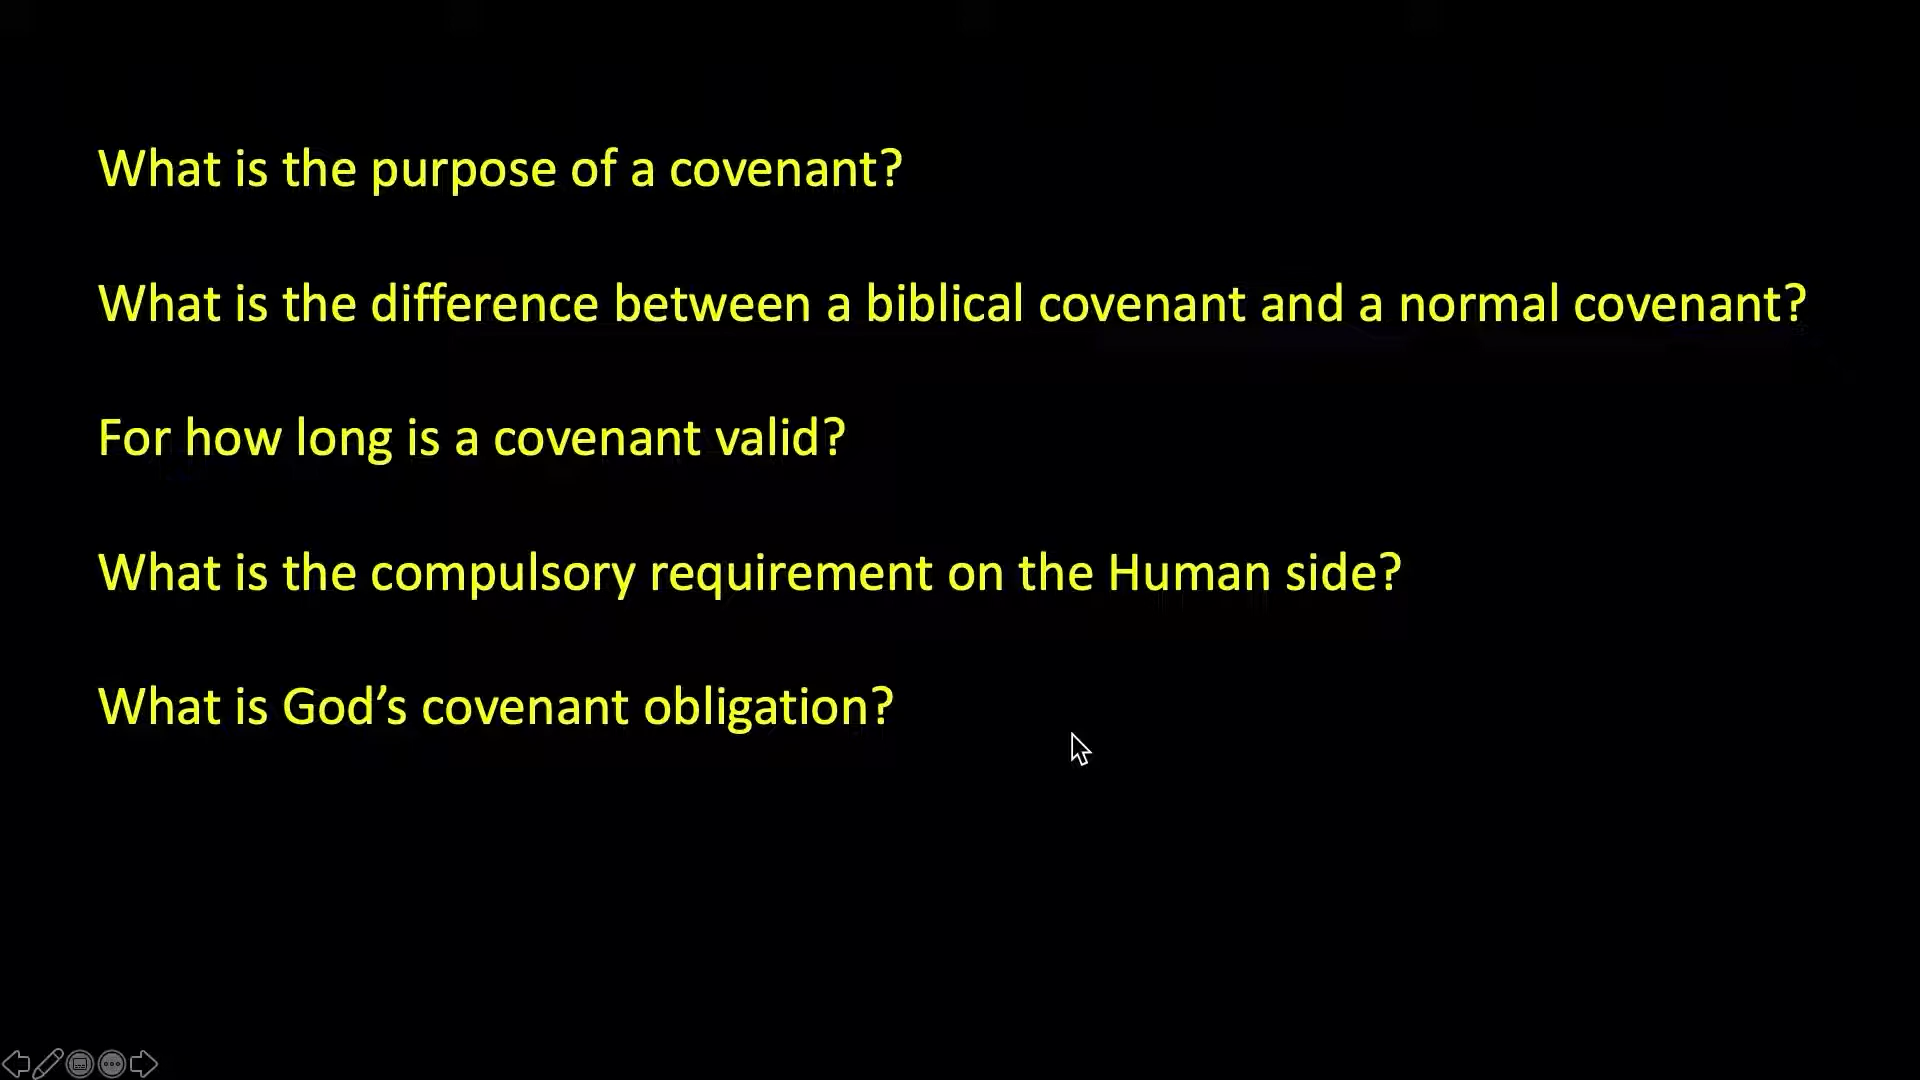 What is the purpose of a covenant?
What is the difference between a biblical covenant and a normal covenant?
For how long is a covenant valid?
What is the compulsory requirement on the Human side?
What is God’s covenant obligation?